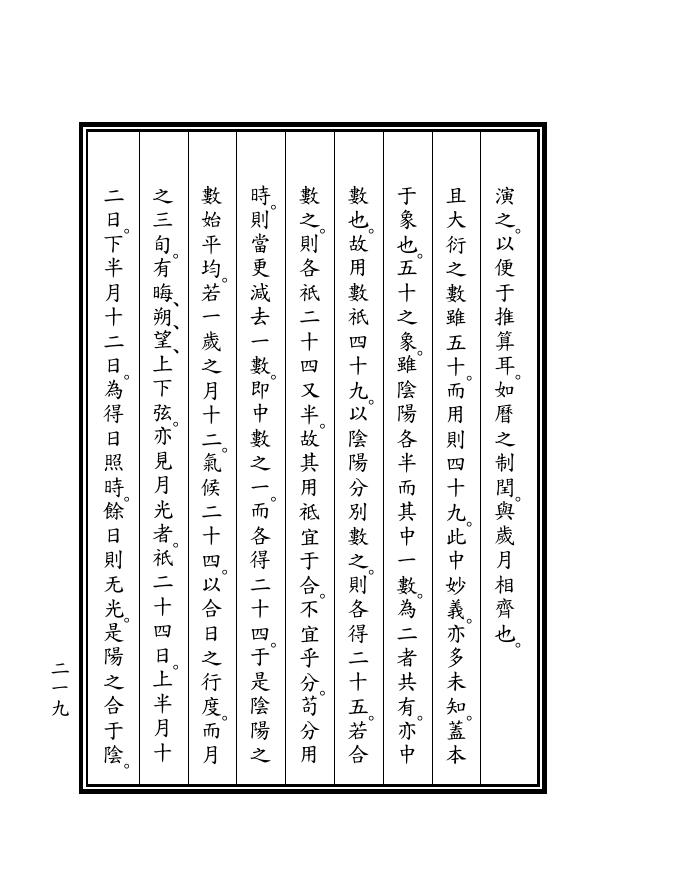 演之。以便于推算耳。如曆之制閏。與歲月相齊也。
且大衍之數雖五十。而用則四十九。此中妙義。亦多未知。蓋本
于象也。五十之象。雖陰陽各半而其中一數。為二者共有。亦中
數也。故用數祇四十九。以陰陽分別數之。則各得二十五。若合
數之。則各祇二十四又半。故其用祗宜于合。不宜乎分。苟分用
時。則當更減去一數。即中數之一。而各得二十四。于是陰陽之
數始平均。若一歲之月十二。氣候二十四。以合日之行度。而月
之三旬。有晦、朔、望、上下弦。亦見月光者。祇二十四日。上半月十
二日。下半月十二日。為得日照時。餘日則无光。是陽之合于陰。
二一九